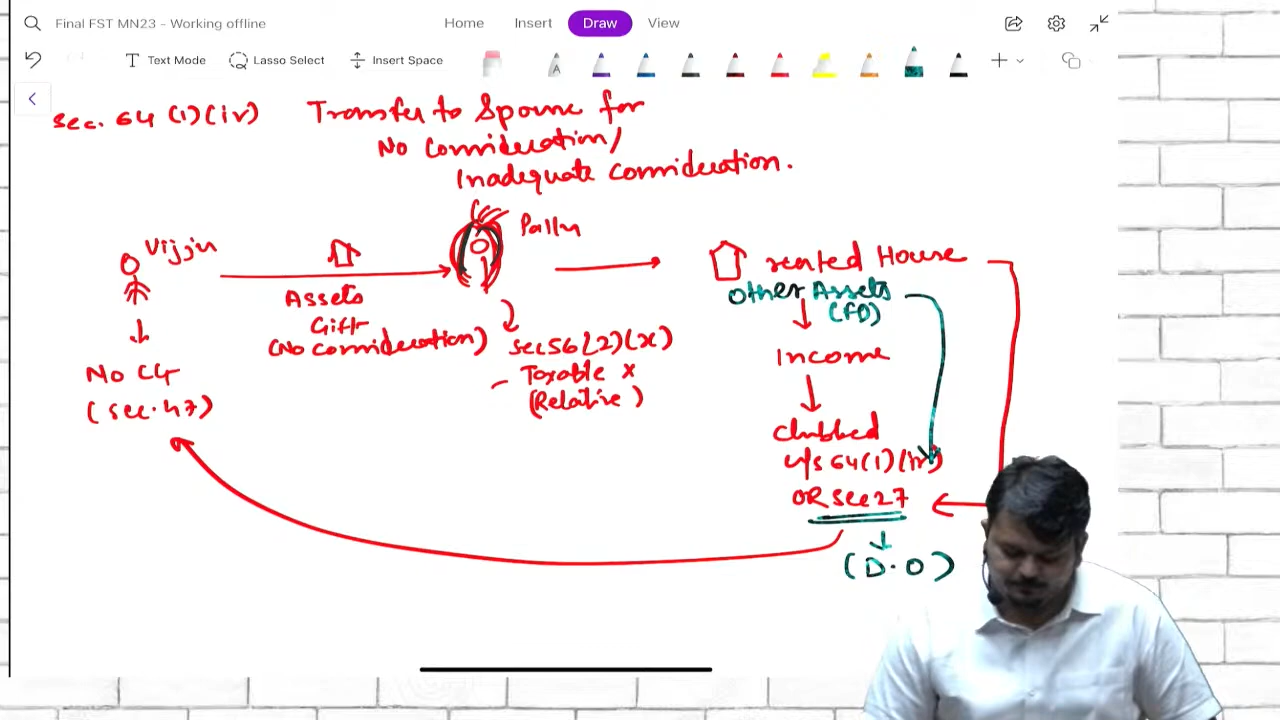 Final FST MN23 - Working offline
Home Insert Draw View
Text Mode Lasso Select Insert Space
A
Sec. 64 (1)(iv) Transfer to Spouse for
No Consideration/
Inadequate Consideration.
Vijju
Pallu
Assets
Gift
(No Consideration)
No CG
(Sec. 47)
Sec 56(2)(x)
Taxable x
(Relative)
rented House
Other Assets
(FD)
Income
Clubbed
u/s 64(1)(iv)
OR Sec 27
(D.O)